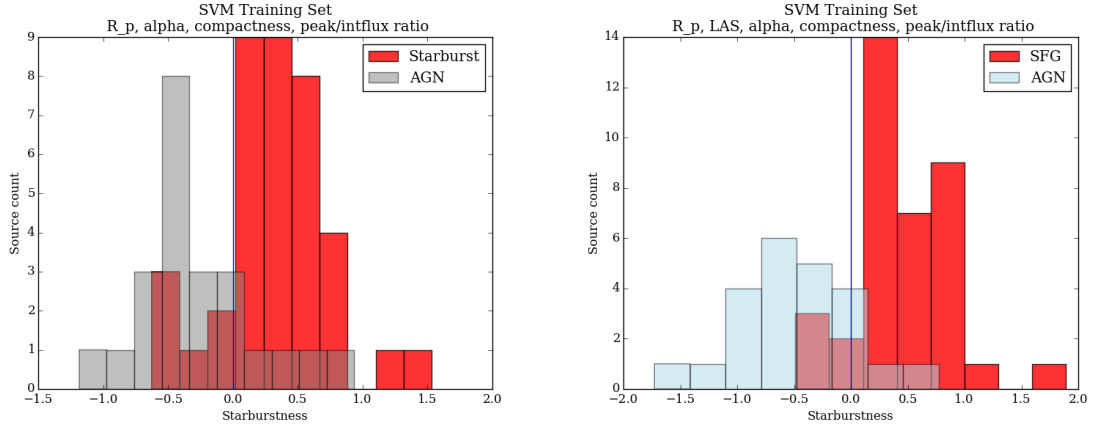 SVM Training Set
R_p, alpha, compactness, peak/intflux ratio
9
8
7
6
5
4
3
2
1
0
Source count
Starburst
AGN
−1.5 −1.0 −0.5 0.0 0.5 1.0 1.5 2.0
Starburstness
SVM Training Set
R_p, LAS, alpha, compactness, peak/intflux ratio
14
12
10
8
6
4
2
0
Source count
SFG
AGN
−2.0 −1.5 −1.0 −0.5 0.0 0.5 1.0 1.5 2.0
Starburstness